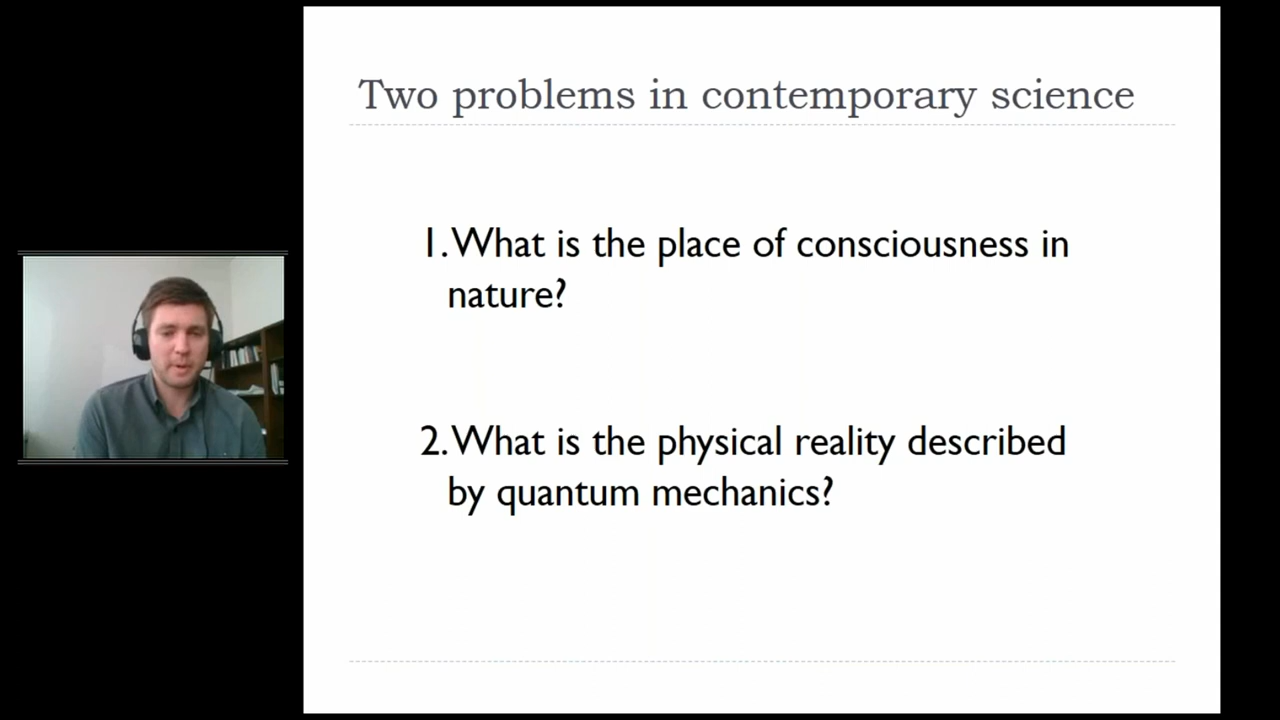 Two problems in contemporary science
1. What is the place of consciousness in
nature?
2. What is the physical reality described
by quantum mechanics?